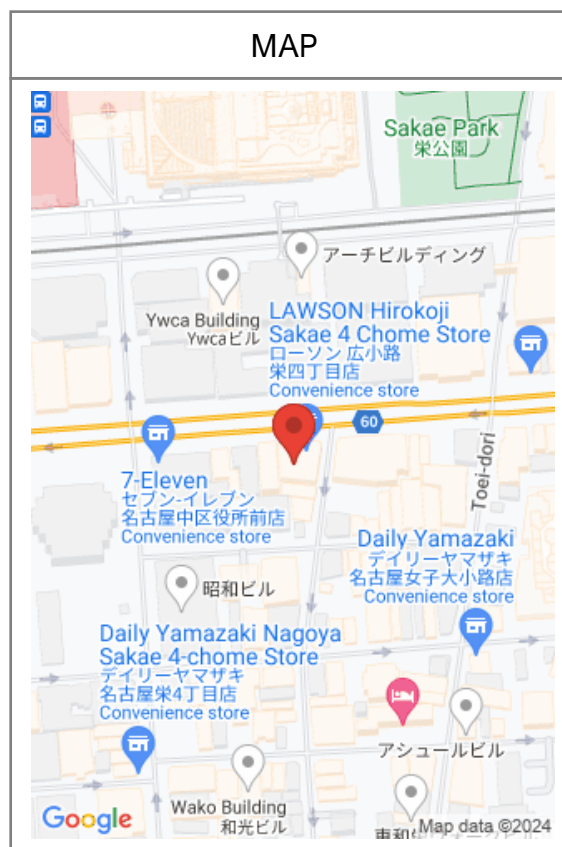 MAP
Sakae Park
栄公園
アーチビルディング
Ywca Building
Ywcaビル
LAWSON Hirokoji
Sakae 4 Chome Store
ローソン 広小路
栄四丁目店
Convenience store
60
7-Eleven
セブン-イレブン
名古屋中区役所前店
Convenience store
Toei-dori
Daily Yamazaki
デイリーヤマザキ
名古屋女子大小路店
Convenience store
昭和ビル
Daily Yamazaki Nagoya
Sakae 4-chome Store
デイリーヤマザキ
名古屋栄4丁目店
Convenience store
アシュールビル
Wako Building
和光ビル
Google
Map data ©2024